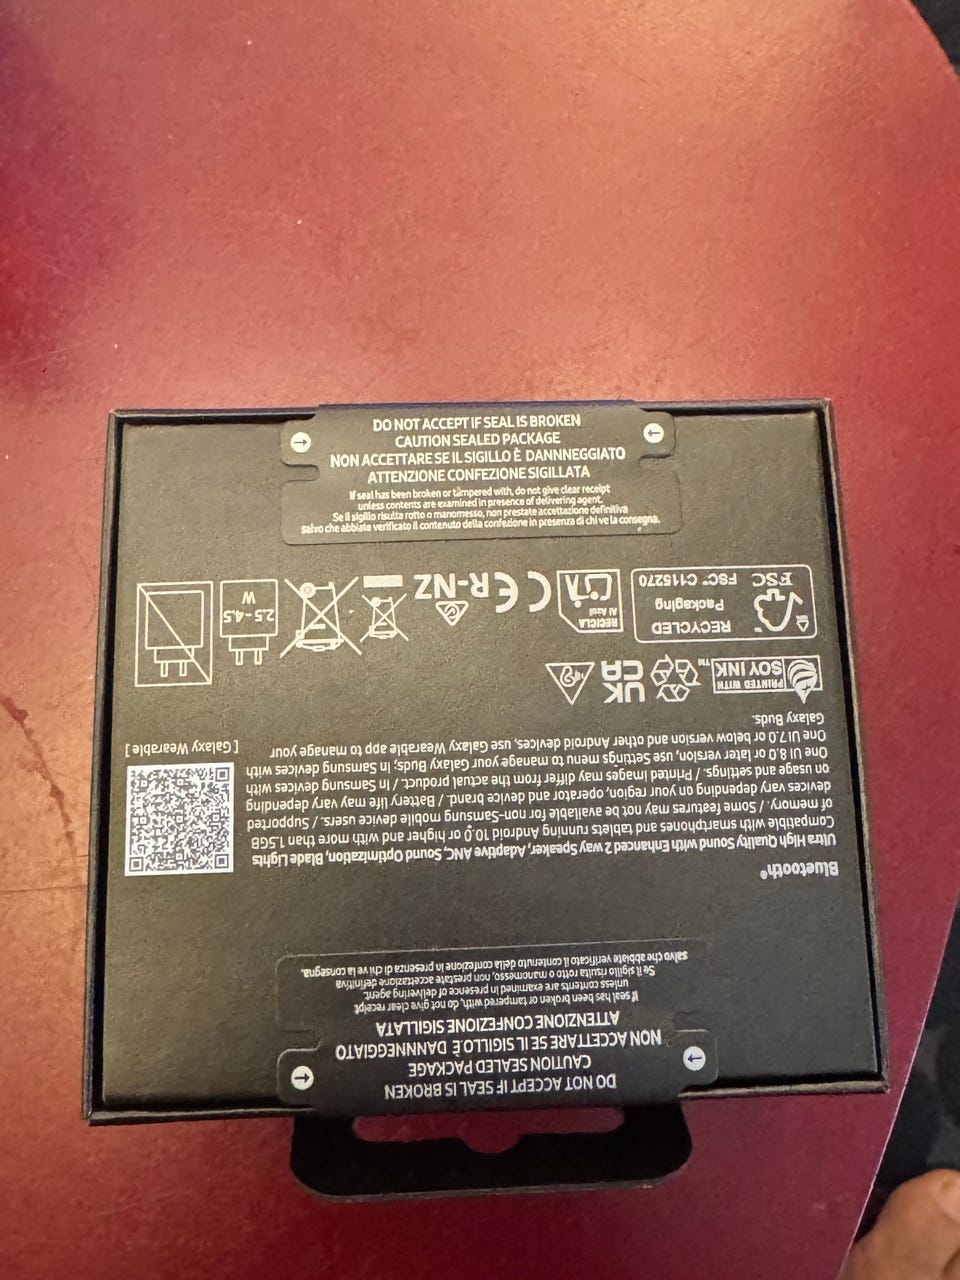 DO NOT ACCEPT IF SEAL IS BROKEN
CAUTION SEALED PACKAGE
NON ACCETTARE SE IL SIGILLO È DANNNEGGIATO
ATTENZIONE CONFEZIONE SIGILLATA
If seal has been broken or tampered with, do not give clear receipt
unless contents are examined in presence of delivering agent.
Se il sigillo risulta rotto o manomesso, non prestate accettazione definitiva
salvo che abbiate verificato il contenuto della confezione in presenza di chi ve la consegna.
Bluetooth®
Ultra High Quality Sound with Enhanced 2 way Speaker, Adaptive ANC, Sound Optimization, Blade Lights
Compatible with smartphones and tablets running Android 10.0 or higher and with more than 1.5GB
of memory. / Some features may not be available for non-Samsung mobile device users. / Supported
devices vary depending on your region, operator and device brand. / Battery life may vary depending
on usage and settings. / Printed images may differ from the actual product. / In Samsung devices with
One UI 8.0 or later version, use Settings menu to manage your Galaxy Buds; In Samsung devices with
One UI 7.0 or below version and other Android devices, use Galaxy Wearable app to manage your
Galaxy Buds.
[ Galaxy Wearable ]
PRINTED WITH
SOY INK
TM
UK
CA
FSC
FSC™ C115270
RECYCLED
Packaging
RECICLA
Al Azul
CE
R-NZ
2.5 - 4.5
W
DO NOT ACCEPT IF SEAL IS BROKEN
CAUTION SEALED PACKAGE
NON ACCETTARE SE IL SIGILLO È DANNNEGGIATO
ATTENZIONE CONFEZIONE SIGILLATA
If seal has been broken or tampered with, do not give clear receipt
unless contents are examined in presence of delivering agent.
Se il sigillo risulta rotto o manomesso, non prestate accettazione definitiva
salvo che abbiate verificato il contenuto della confezione in presenza di chi ve la consegna.